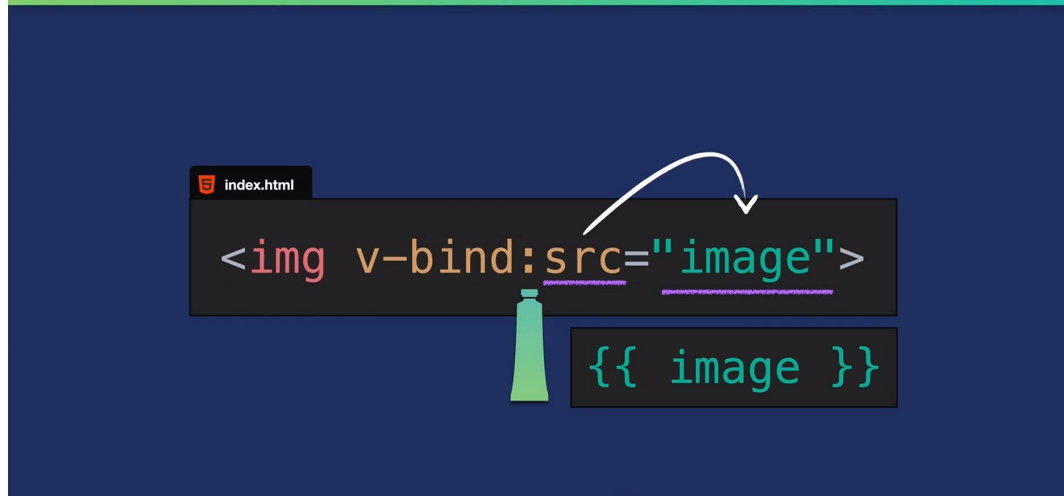 index.html
<img v-bind:src="image">
{{ image }}